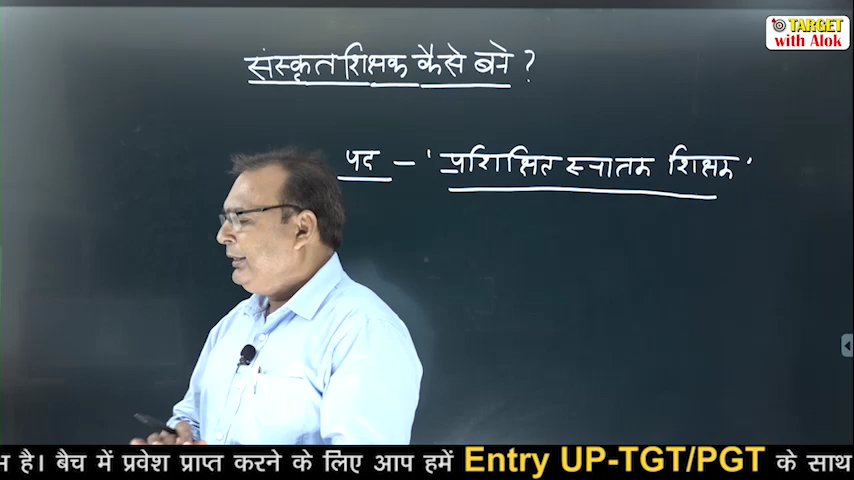 TARGET
with Alok
संस्कृत शिक्षक कैसे बने ?
पद – ' प्रशिक्षित स्नातक शिक्षक '
है। बैच में प्रवेश प्राप्त करने के लिए आप हमें Entry UP-TGT/PGT के साथ